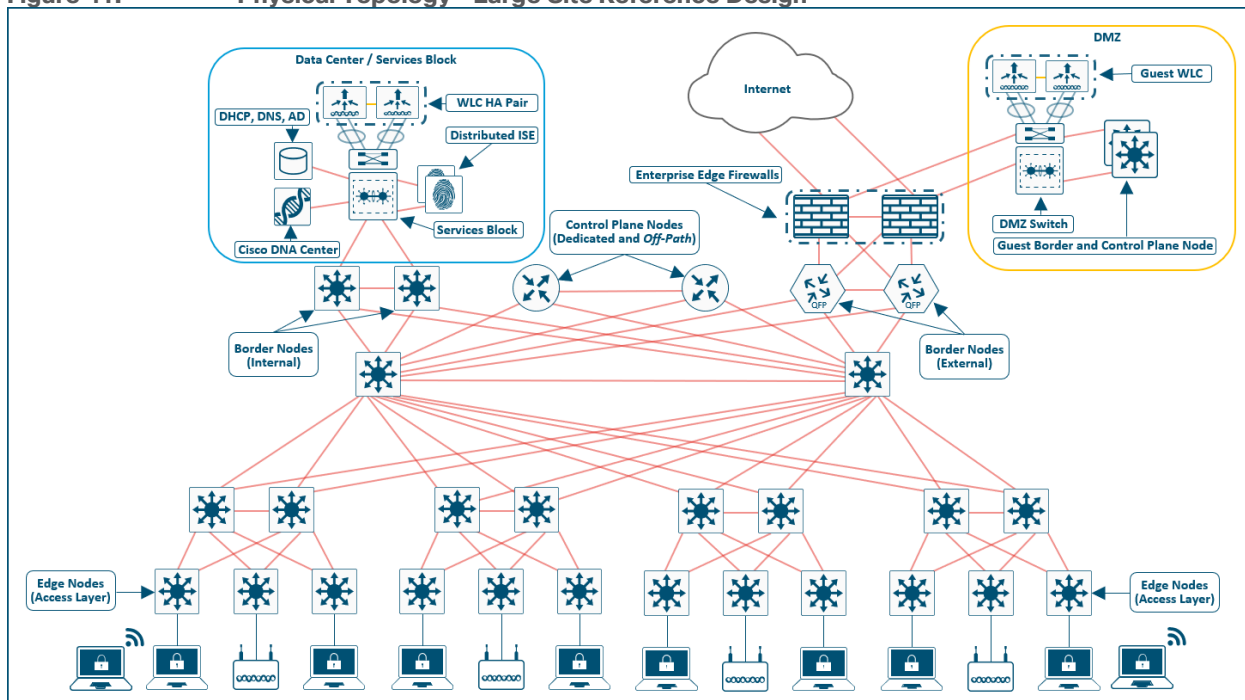 Figure 41. Physical Topology - Large Site Reference Design
Data Center / Services Block
DMZ
WLC HA Pair
Guest WLC
Internet
DHCP, DNS, AD
Distributed ISE
Enterprise Edge Firewalls
Control Plane Nodes
(Dedicated and Off-Path)
Services Block
DMZ Switch
Cisco DNA Center
Guest Border and Control Plane Node
QFP
QFP
Border Nodes
(Internal)
Border Nodes
(External)
Edge Nodes
(Access Layer)
Edge Nodes
(Access Layer)